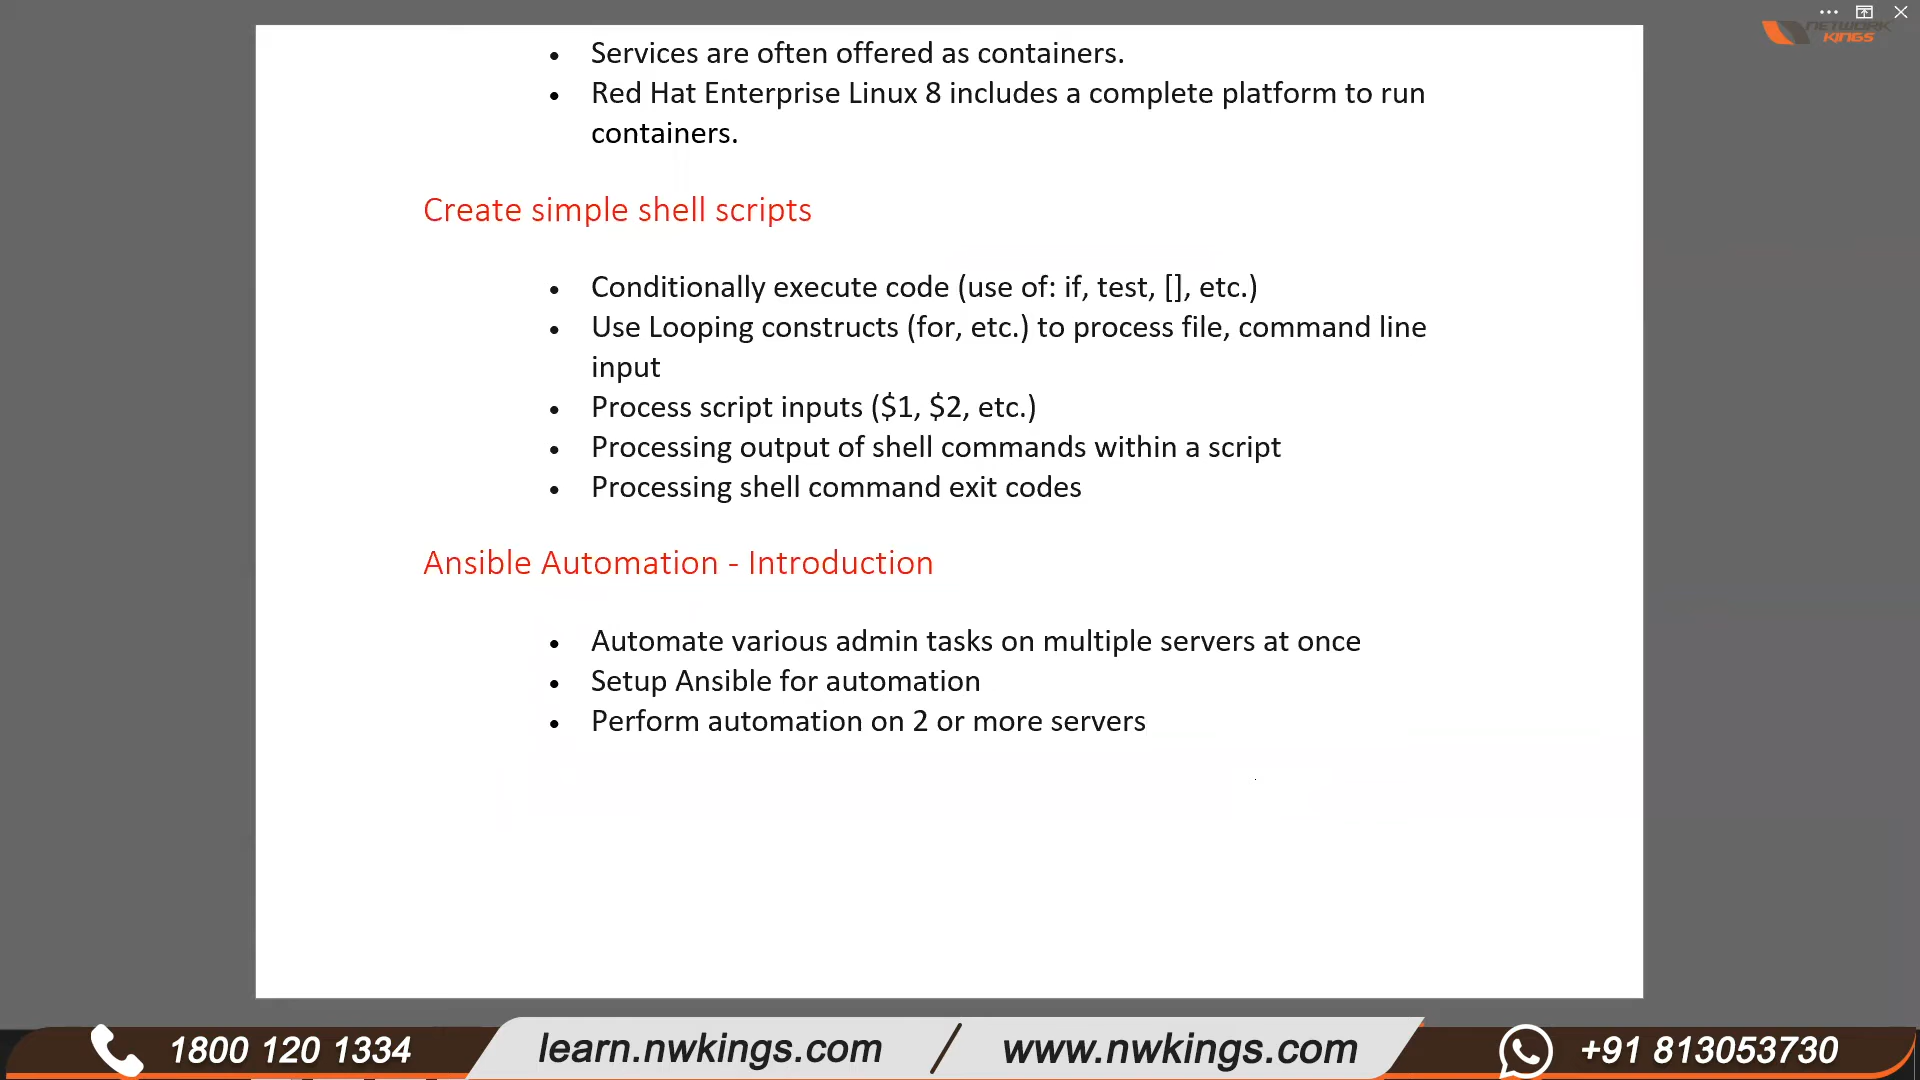 NETWORK
KINGS
Services are often offered as containers.
Red Hat Enterprise Linux 8 includes a complete platform to run
containers.
Create simple shell scripts
Conditionally execute code (use of: if, test, [], etc.)
Use Looping constructs (for, etc.) to process file, command line
input
Process script inputs ($1, $2, etc.)
Processing output of shell commands within a script
Processing shell command exit codes
Ansible Automation - Introduction
Automate various admin tasks on multiple servers at once
Setup Ansible for automation
Perform automation on 2 or more servers
1800 120 1334
learn.nwkings.com / www.nwkings.com
+91 813053730